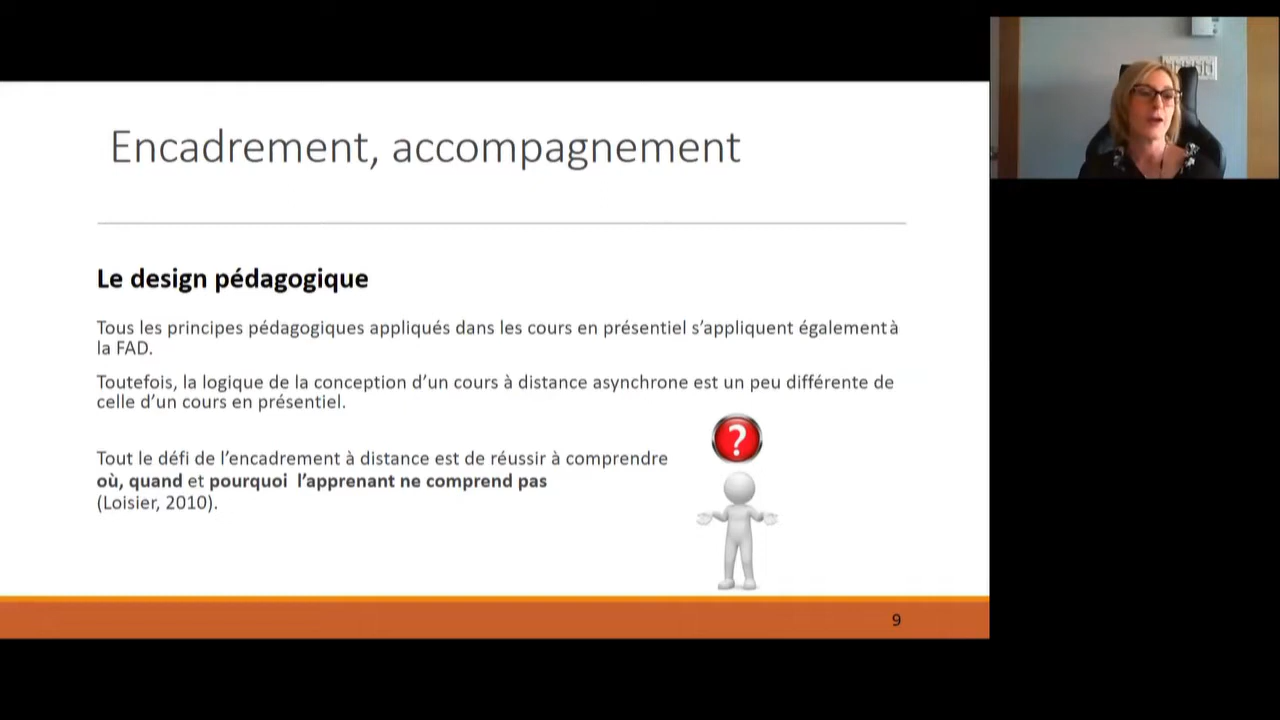 Encadrement, accompagnement
Le design pédagogique
Tous les principes pédagogiques appliqués dans les cours en présentiel s'appliquent également à
la FAD.
Toutefois, la logique de la conception d'un cours à distance asynchrone est un peu différente de
celle d'un cours en présentiel.
?
Tout le défi de l'encadrement à distance est de réussir à comprendre
où, quand et pourquoi l'apprenant ne comprend pas
(Loisier, 2010).
9